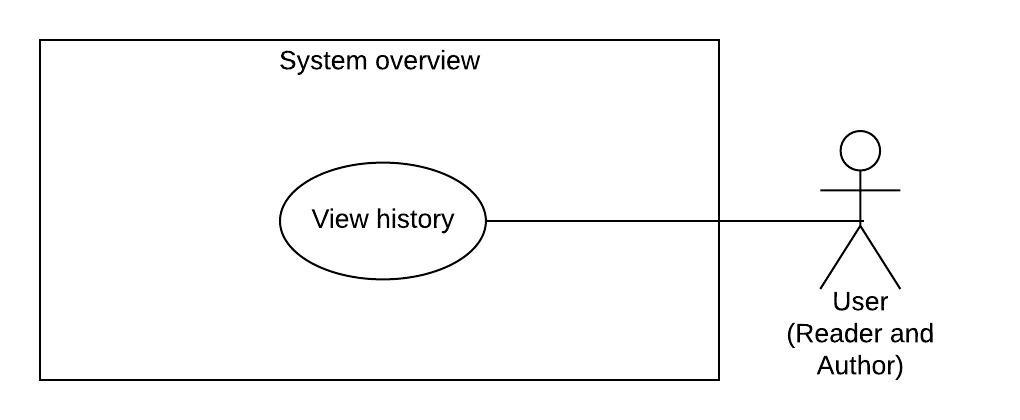 System overview
View history
User
(Reader and
Author)